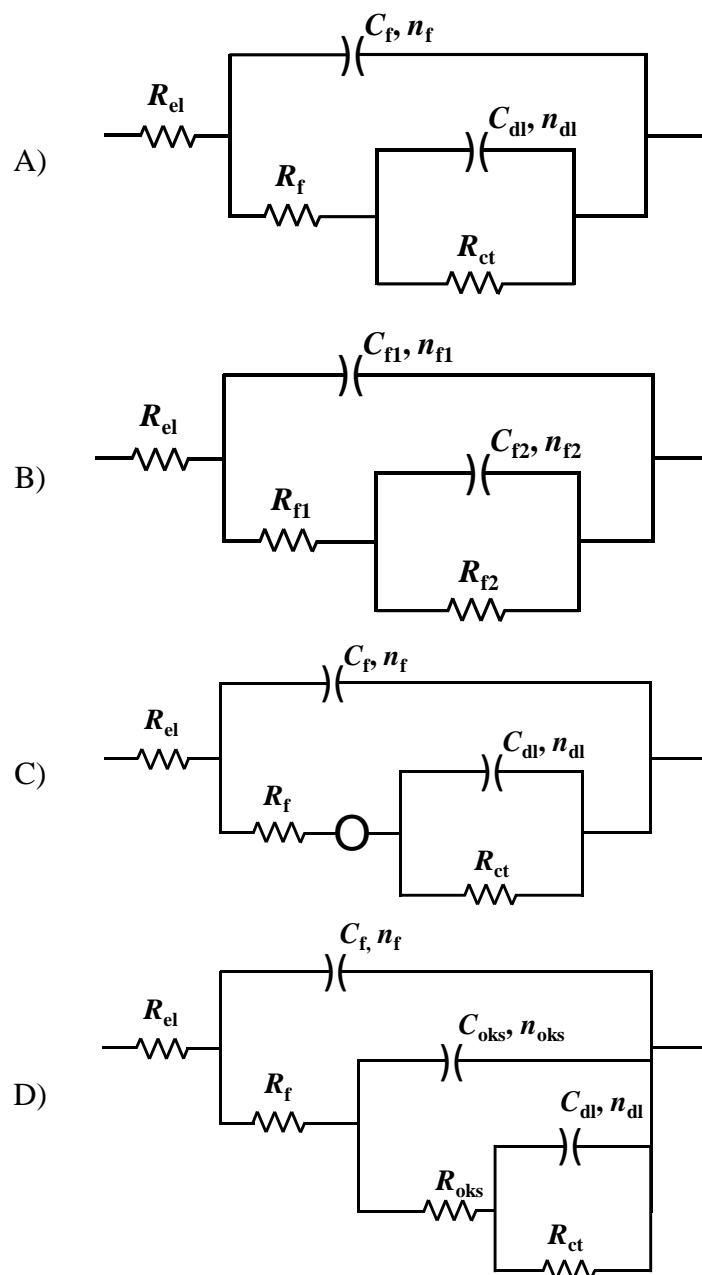 A)
C_f, n_f
R_el
C_dl, n_dl
R_f
R_ct
B)
C_f1, n_f1
R_el
C_f2, n_f2
R_f1
R_f2
C)
C_f, n_f
R_el
C_dl, n_dl
R_f
O
R_ct
D)
C_f, n_f
R_el
C_oks, n_oks
R_f
C_dl, n_dl
R_oks
R_ct